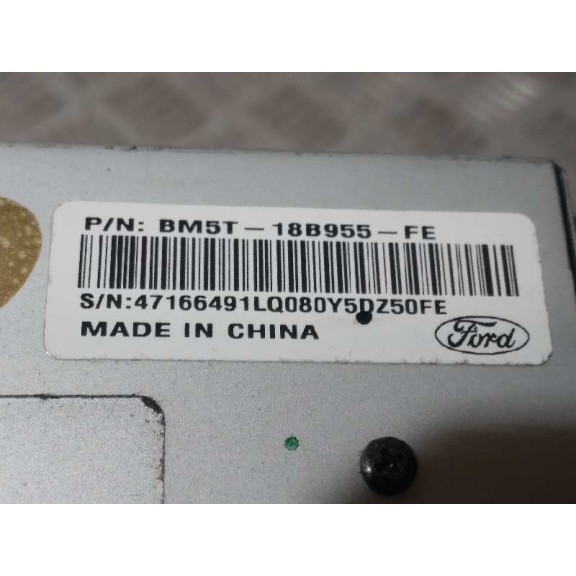 P/N: BM5T-18B955-FE
S/N:47166491LQ080Y5DZ50FE
MADE IN CHINA
Ford